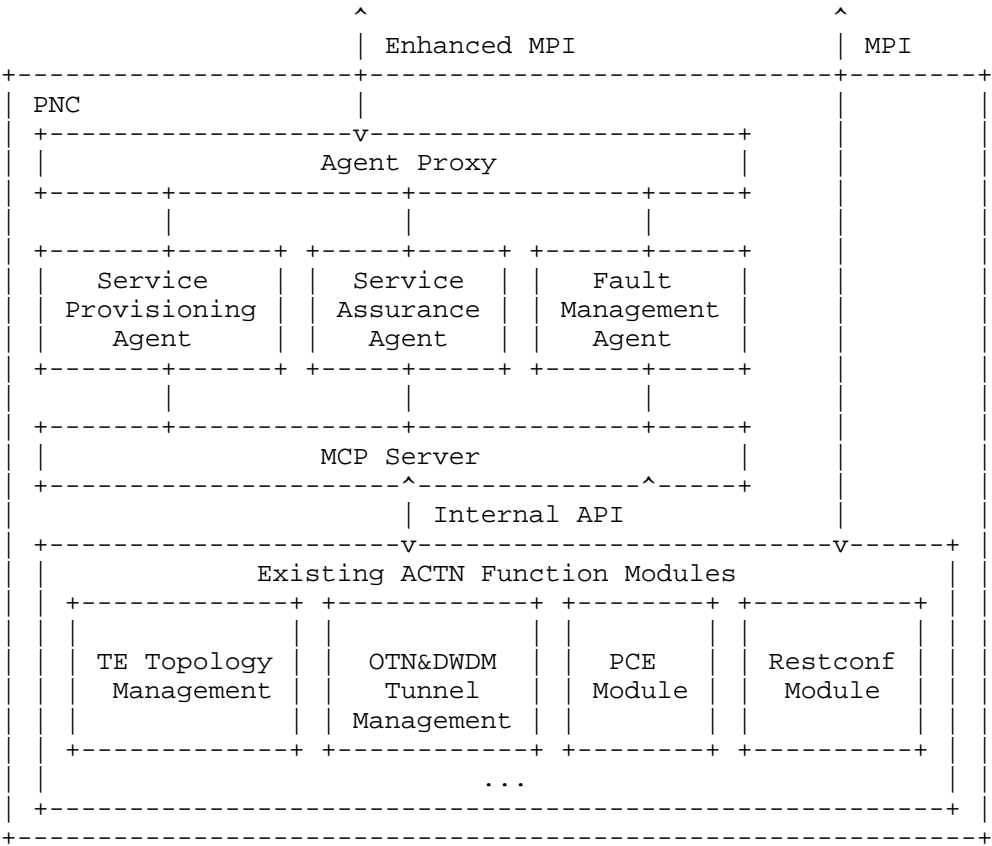 Enhanced MPI MPI
PNC
Agent Proxy
Service Service Fault
Provisioning Assurance Management
Agent Agent Agent
MCP Server
Internal API
Existing ACTN Function Modules
TE Topology OTN&DWDM PCE Restconf
Management Tunnel Module Module
Management
...